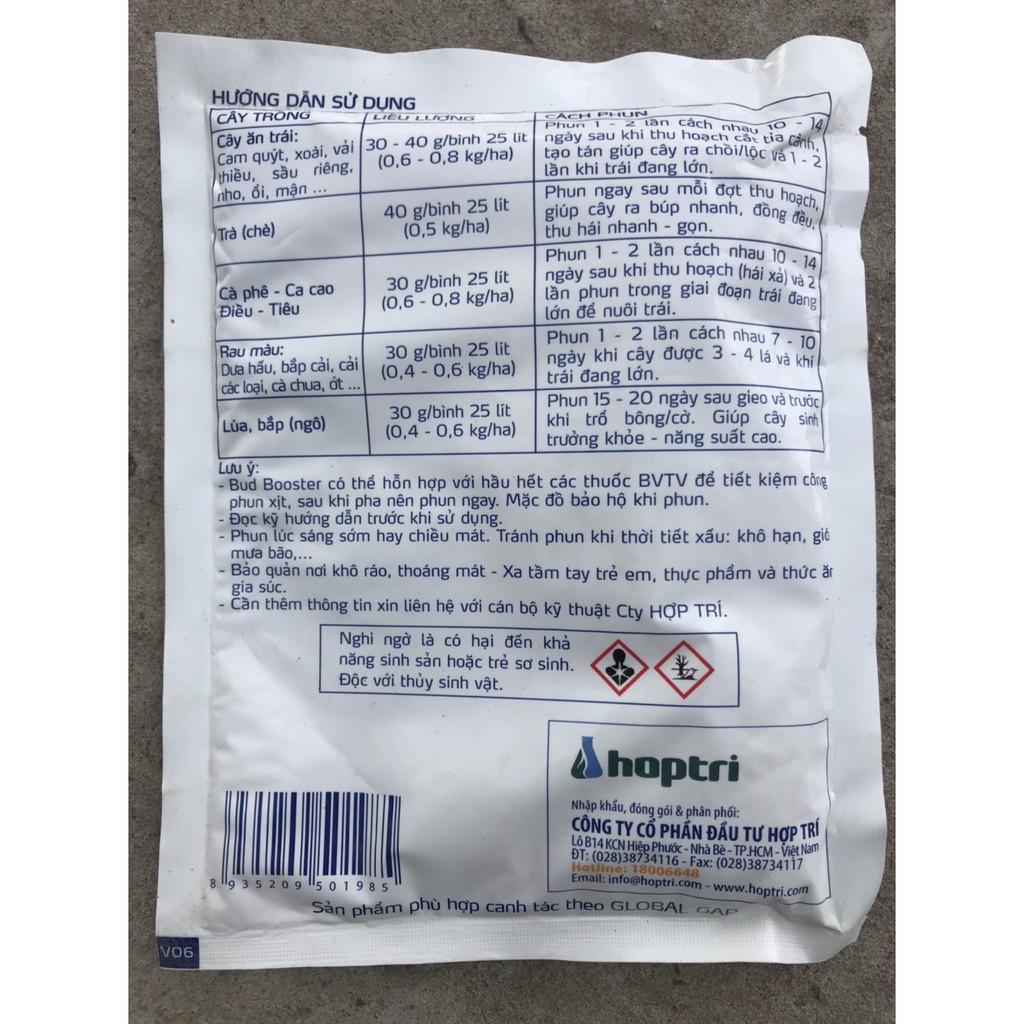 HƯỚNG DẪN SỬ DỤNG
CÂY TRỒNG
LIỀU LƯỢNG
CÁCH PHUN
Cây ăn trái:
Cam quýt, xoài, vải
thiều, sầu riêng,
nho, ổi, mận ...
30 - 40 g/bình 25 lít
(0,6 - 0,8 kg/ha)
Phun 1 - 2 lần cách nhau 10 - 14
ngày sau khi thu hoạch cắt tỉa cành,
tạo tán giúp cây ra chồi/lộc và 1 - 2
lần khi trái đang lớn.
Trà (chè)
40 g/bình 25 lít
(0,5 kg/ha)
Phun ngay sau mỗi đợt thu hoạch,
giúp cây ra búp nhanh, đồng đều,
thu hái nhanh - gọn.
Cà phê - Ca cao
Điều - Tiêu
30 g/bình 25 lít
(0,6 - 0,8 kg/ha)
Phun 1 - 2 lần cách nhau 10 - 14
ngày sau khi thu hoạch (hái xả) và 2
lần phun trong giai đoạn trái đang
lớn để nuôi trái.
Rau màu:
Dưa hấu, bắp cải, cải
các loại, cà chua, ớt ...
30 g/bình 25 lít
(0,4 - 0,6 kg/ha)
Phun 1 - 2 lần cách nhau 7 - 10
ngày khi cây được 3 - 4 lá và khi
trái đang lớn.
Lúa, bắp (ngô)
30 g/bình 25 lít
(0,4 - 0,6 kg/ha)
Phun 15 - 20 ngày sau gieo và trước
khi trổ bông/cờ. Giúp cây sinh
trưởng khỏe - năng suất cao.
Lưu ý:
- Bud Booster có thể hỗn hợp với hầu hết các thuốc BVTV để tiết kiệm công
phun xịt, sau khi pha nên phun ngay. Mặc đồ bảo hộ khi phun.
- Đọc kỹ hướng dẫn trước khi sử dụng.
- Phun lúc sáng sớm hay chiều mát. Tránh phun khi thời tiết xấu: khô hạn, gió
mưa bão,...
- Bảo quản nơi khô ráo, thoáng mát - Xa tầm tay trẻ em, thực phẩm và thức ăn
gia súc.
- Cần thêm thông tin xin liên hệ với cán bộ kỹ thuật Cty HỢP TRÍ.
Nghi ngờ là có hại đến khả
năng sinh sản hoặc trẻ sơ sinh.
Độc với thủy sinh vật.
hoptri
Nhập khẩu, đóng gói & phân phối:
CÔNG TY CỔ PHẦN ĐẦU TƯ HỢP TRÍ
Lô B14 KCN Hiệp Phước - Nhà Bè - TP.HCM - Việt Nam
ĐT: (028)38734116 - Fax: (028)38734117
Hotline: 18006648
Email: info@hoptri.com - www.hoptri.com
8 935209 501985
Sản phẩm phù hợp canh tác theo GLOBAL GAP
V06